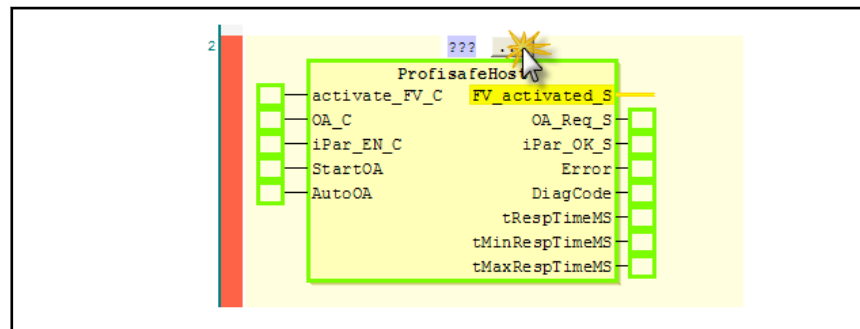 2
??? ...
ProfisafeHost
activate_FV_C FV_activated_S
OA_C OA_Req_S
iPar_EN_C iPar_OK_S
StartOA Error
AutoOA DiagCode
tRespTimeMS
tMinRespTimeMS
tMaxRespTimeMS